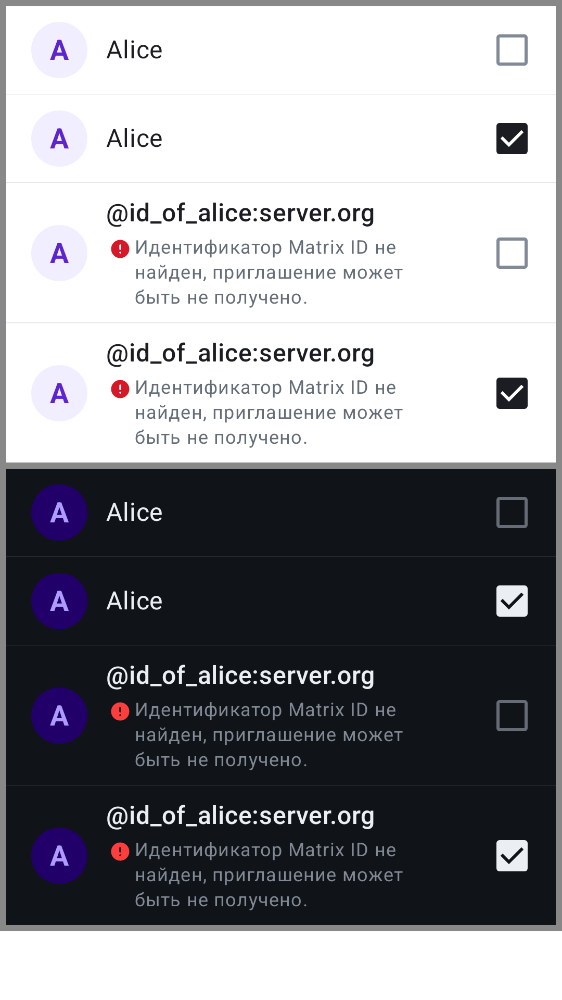 A Alice
A Alice
@id_of_alice:server.org
A Идентификатор Matrix ID не
найден, приглашение может
быть не получено.
@id_of_alice:server.org
A Идентификатор Matrix ID не
найден, приглашение может
быть не получено.
A Alice
A Alice
@id_of_alice:server.org
A Идентификатор Matrix ID не
найден, приглашение может
быть не получено.
@id_of_alice:server.org
A Идентификатор Matrix ID не
найден, приглашение может
быть не получено.